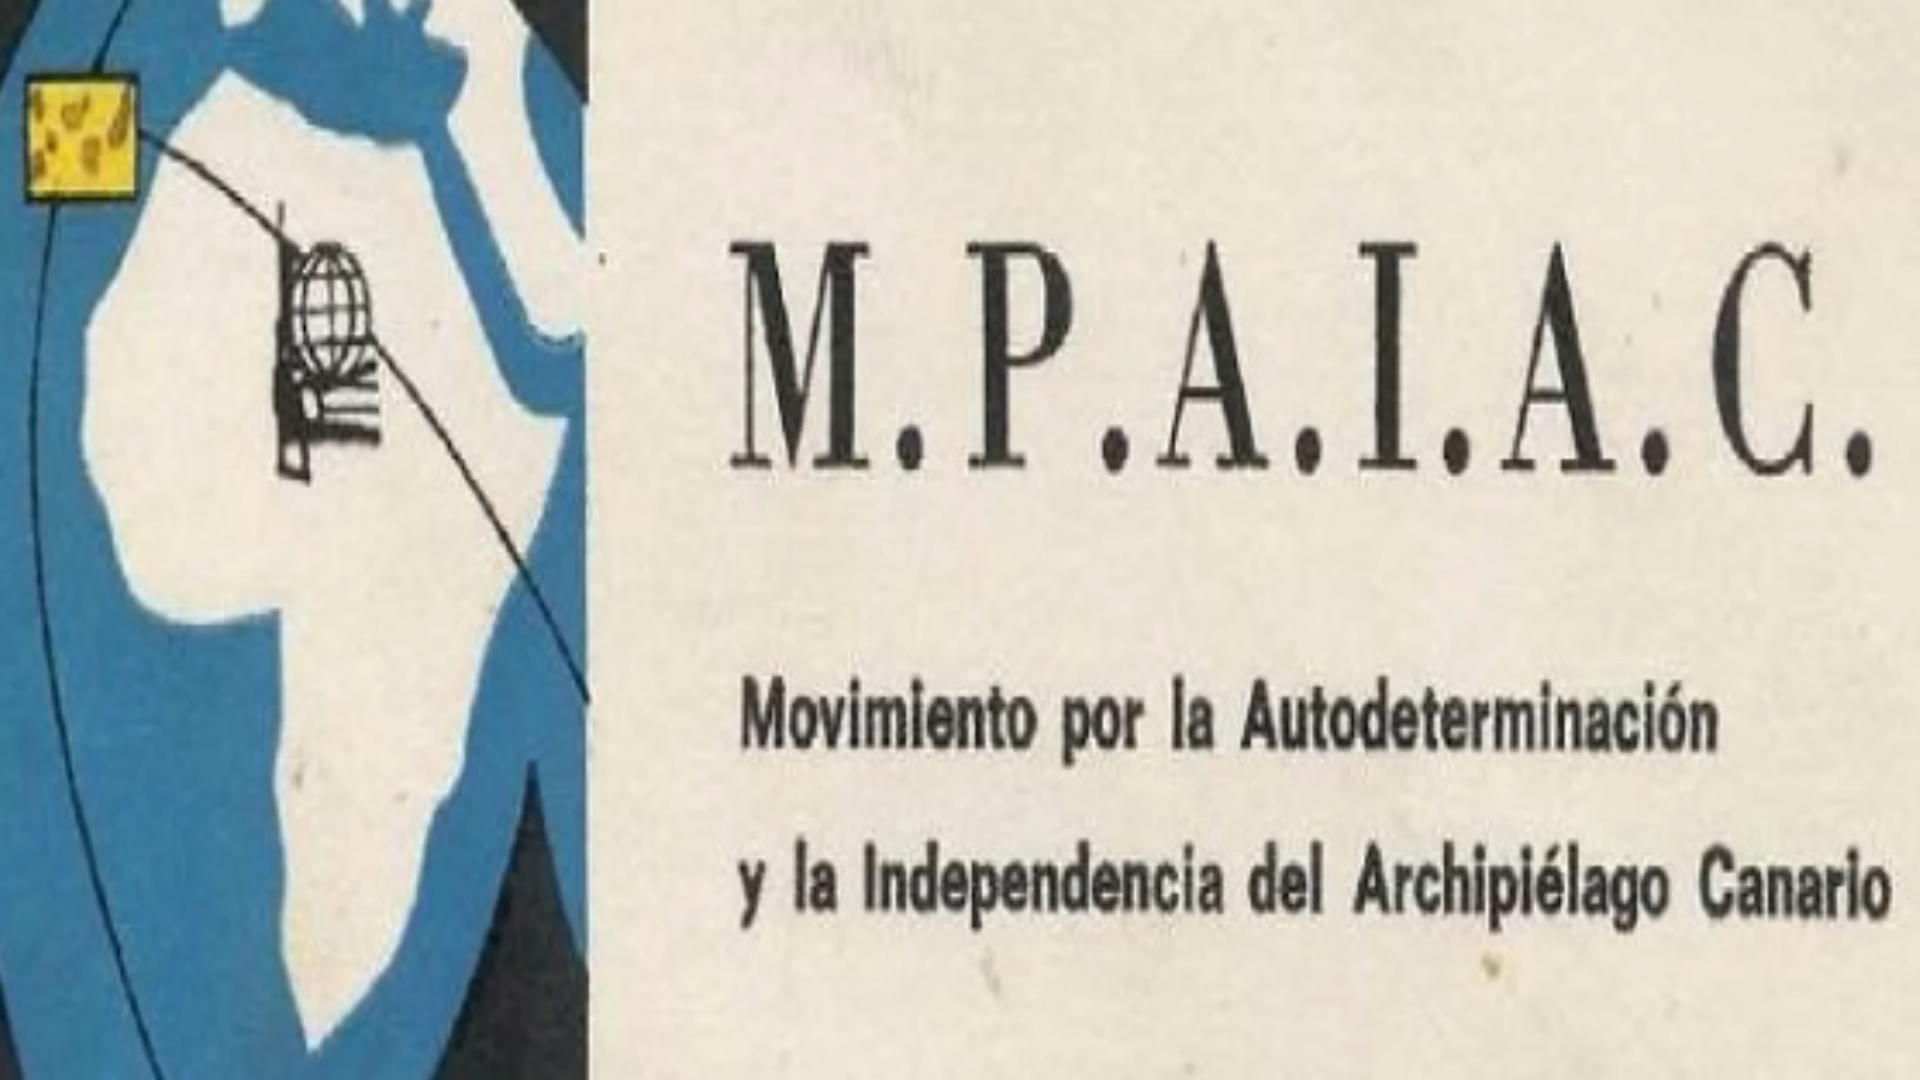 M.P.A.I.A.C.
Movimiento por la Autodeterminación
y la Independencia del Archipiélago Canario